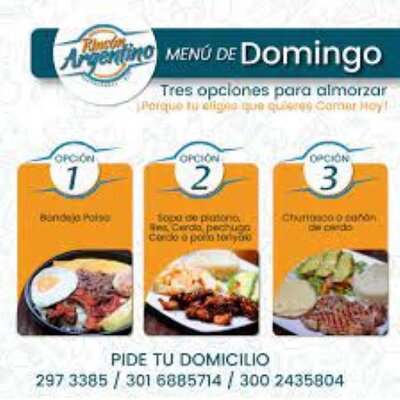 Rincón
Argentino
MENÚ DE Domingo
Tres opciones para almorzar
¡Porque tu eliges que quieres Comer Hoy!
OPCIÓN
1
Bandeja Paisa
OPCIÓN
2
Sopa de platano,
Res, Cerdo, pechuga
Cerdo o pollo teriyaki
OPCIÓN
3
Churrasco o cañón
de cerdo
PIDE TU DOMICILIO
297 3385 / 301 6885714 / 300 2435804